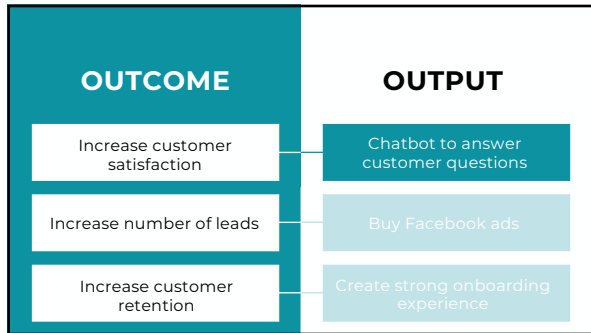 OUTCOME
OUTPUT
Increase customer
satisfaction
Chatbot to answer
customer questions
Increase number of leads
Buy Facebook ads
Increase customer
retention
Create strong onboarding
experience